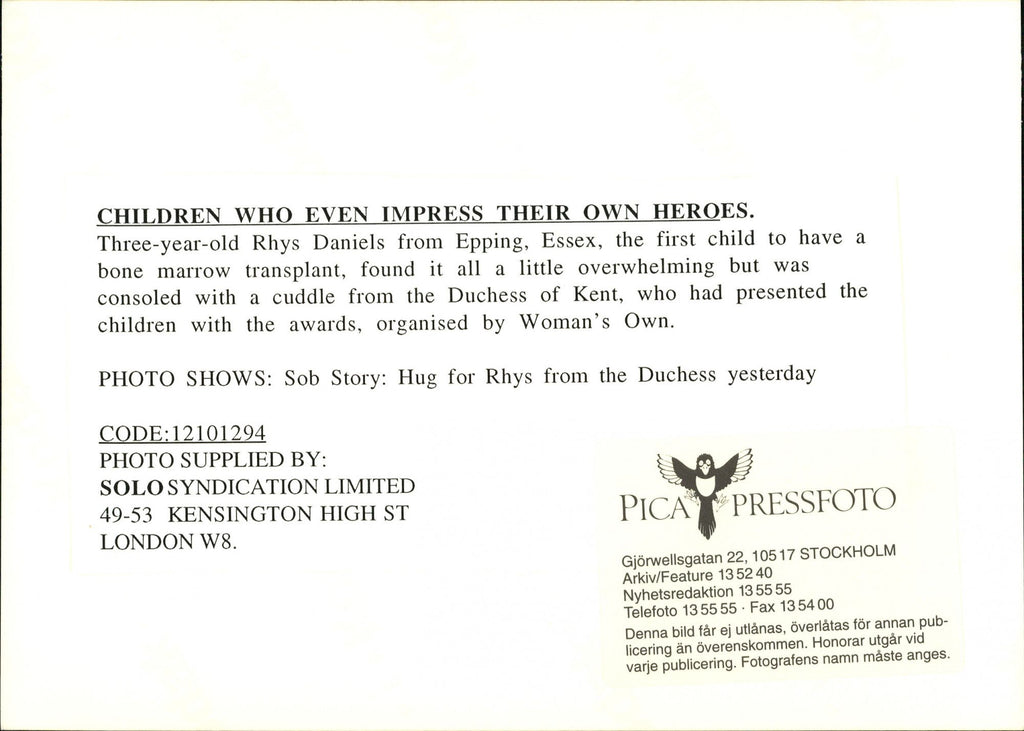 CHILDREN WHO EVEN IMPRESS THEIR OWN HEROES.
Three-year-old Rhys Daniels from Epping, Essex, the first child to have a
bone marrow transplant, found it all a little overwhelming but was
consoled with a cuddle from the Duchess of Kent, who had presented the
children with the awards, organised by Woman's Own.
PHOTO SHOWS: Sob Story: Hug for Rhys from the Duchess yesterday
CODE:12101294
PHOTO SUPPLIED BY:
SOLO SYNDICATION LIMITED
49-53 KENSINGTON HIGH ST
LONDON W8.
PICA PRESSFOTO
Gjörwellsgatan 22, 105 17 STOCKHOLM
Arkiv/Feature 13 52 40
Nyhetsredaktion 13 55 55
Telefoto 13 55 55 · Fax 13 54 00
Denna bild får ej utlånas, överlåtas för annan pub-
licering än överenskommen. Honorar utgår vid
varje publicering. Fotografens namn måste anges.